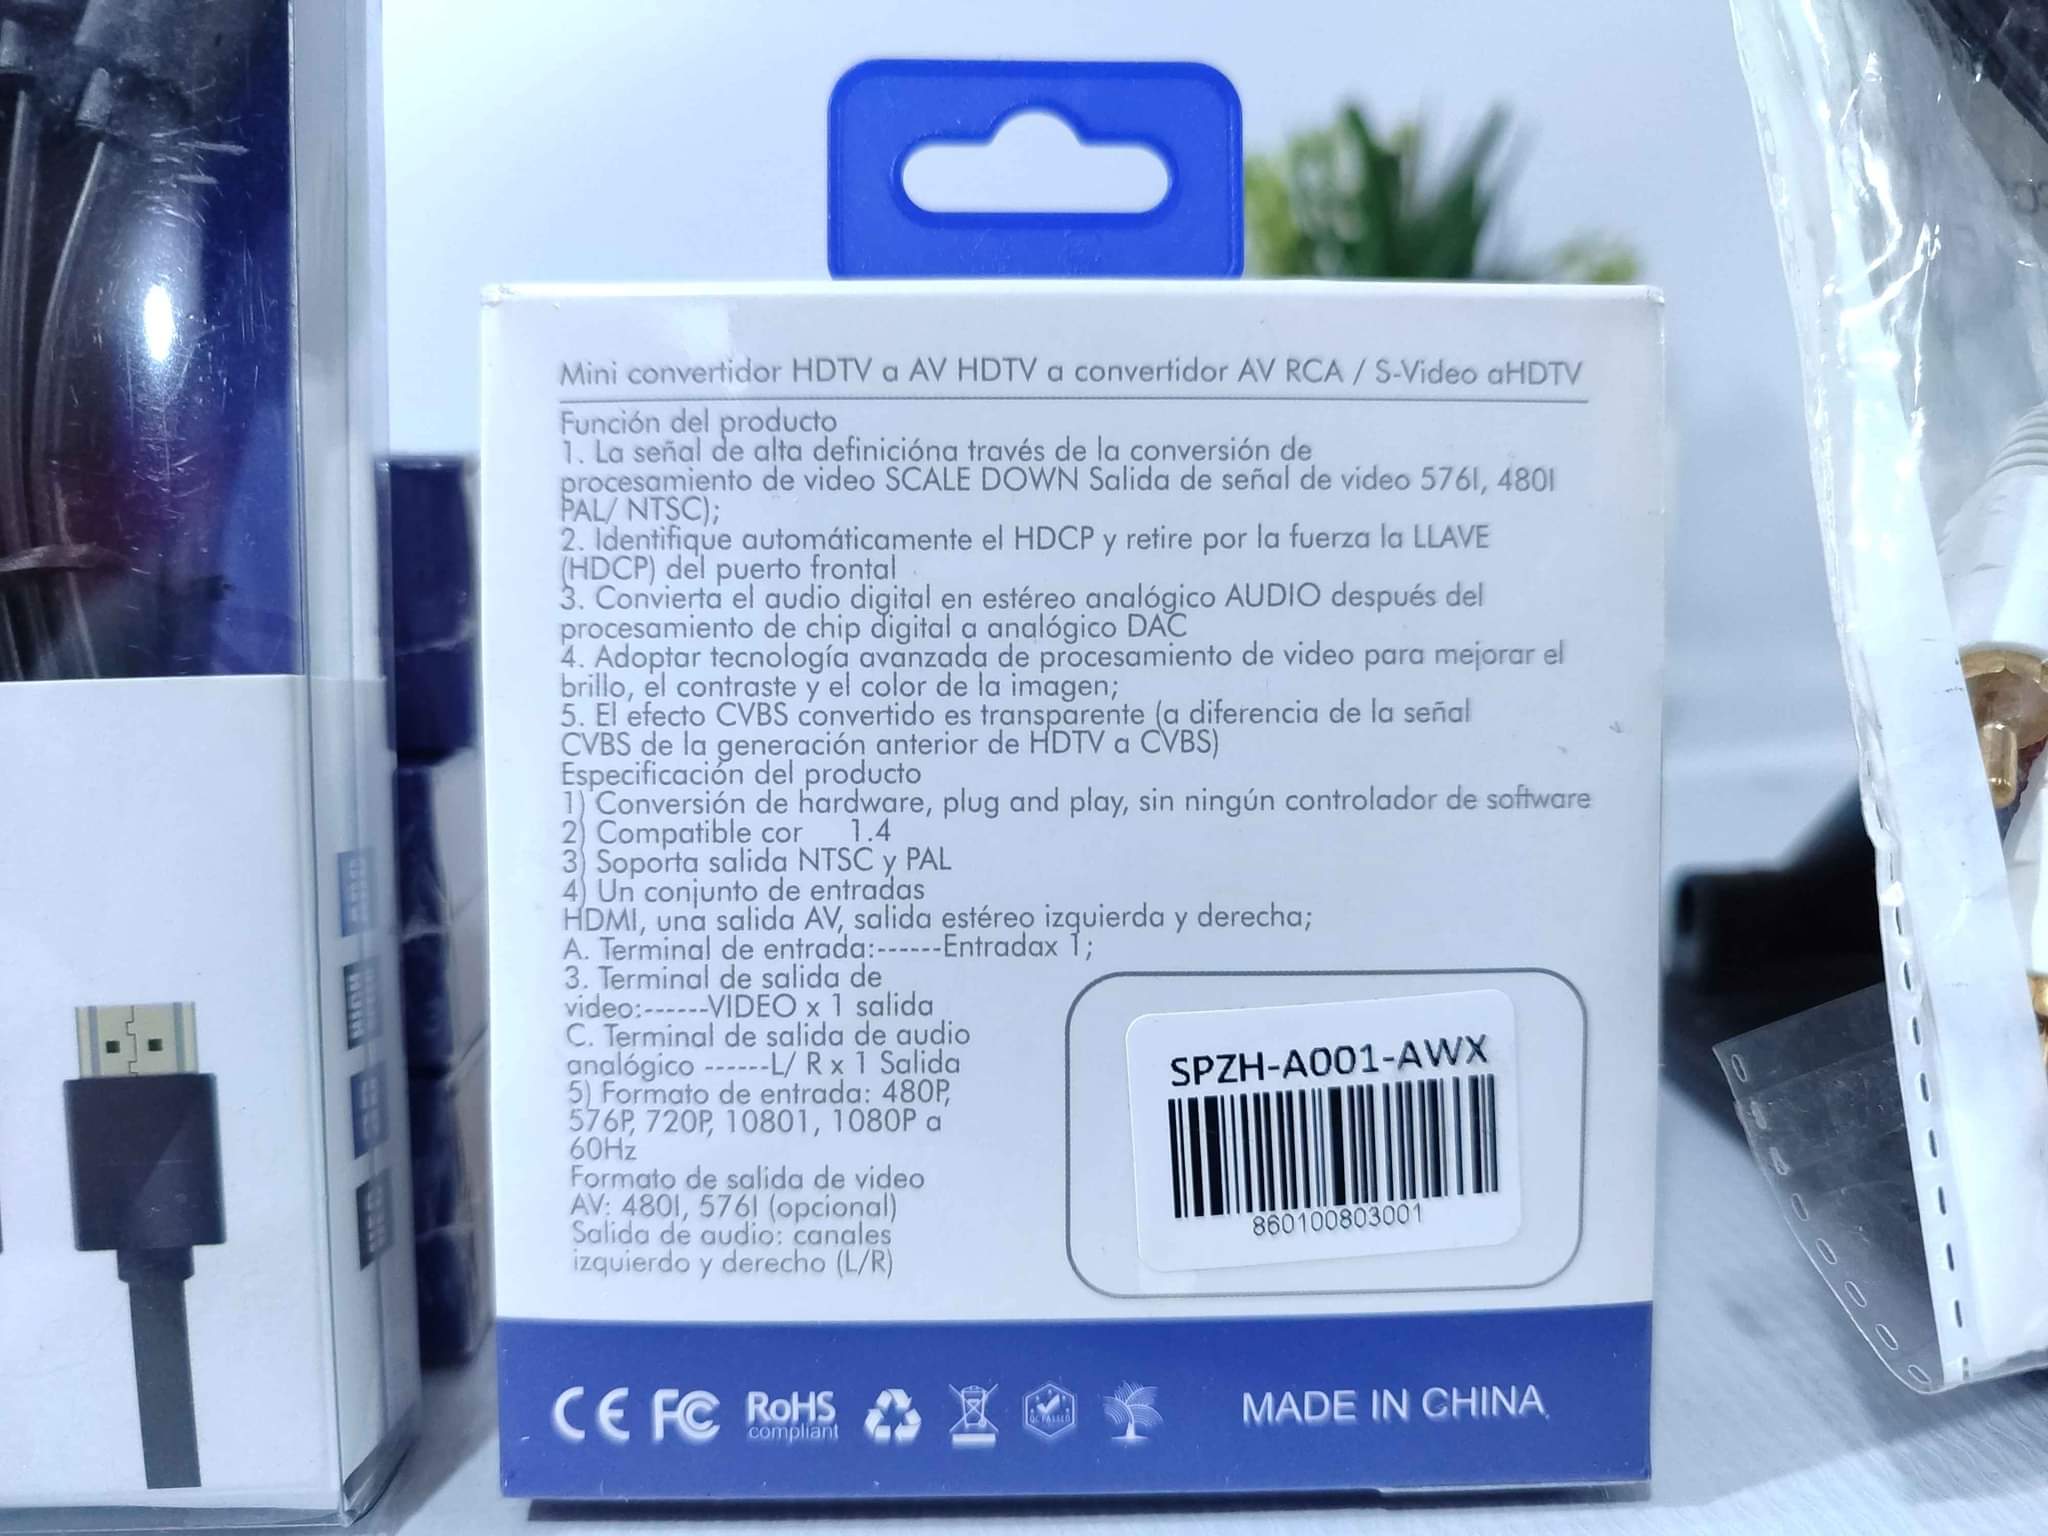 Mini convertidor HDTV a AV HDTV a convertidor AV RCA / S-Video aHDTV
Función del producto
1. La señal de alta definicióna través de la conversión de
procesamiento de video SCALE DOWN Salida de señal de video 576I, 480I
PAL/ NTSC);
2. Identifique automáticamente el HDCP y retire por la fuerza la LLAVE
(HDCP) del puerto frontal
3. Convierta el audio digital en estéreo analógico AUDIO después del
procesamiento de chip digital a analógico DAC
4. Adoptar tecnología avanzada de procesamiento de video para mejorar el
brillo, el contraste y el color de la imagen;
5. El efecto CVBS convertido es transparente (a diferencia de la señal
CVBS de la generación anterior de HDTV a CVBS)
Especificación del producto
1) Conversión de hardware, plug and play, sin ningún controlador de software
2) Compatible cor 1.4
3) Soporta salida NTSC y PAL
4) Un conjunto de entradas
HDMI, una salida AV, salida estéreo izquierda y derecha;
A. Terminal de entrada:------Entradax 1;
3. Terminal de salida de
video:------VIDEO x 1 salida
C. Terminal de salida de audio
analógico ------L/ R x 1 Salida
5) Formato de entrada: 480P,
576P, 720P, 10801, 1080P a
60Hz
Formato de salida de video
AV: 480I, 576I (opcional)
Salida de audio: canales
izquierdo y derecho (L/R)
SPZH-A001-AWX
860100803001
CE FC RoHS
compliant
QC PASSED
MADE IN CHINA